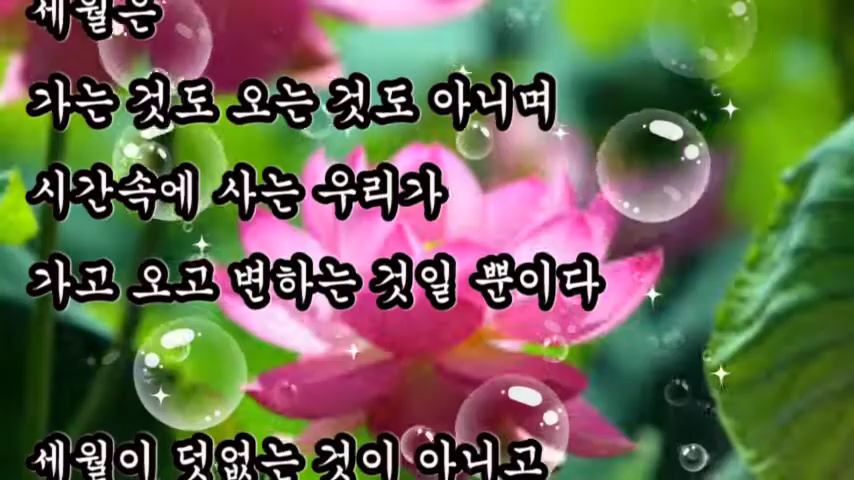 세월은
가는 것도 오는 것도 아니며
시간속에 사는 우리가
가고 오고 변하는 것일 뿐이다
세월이 덧없는 것이 아니고